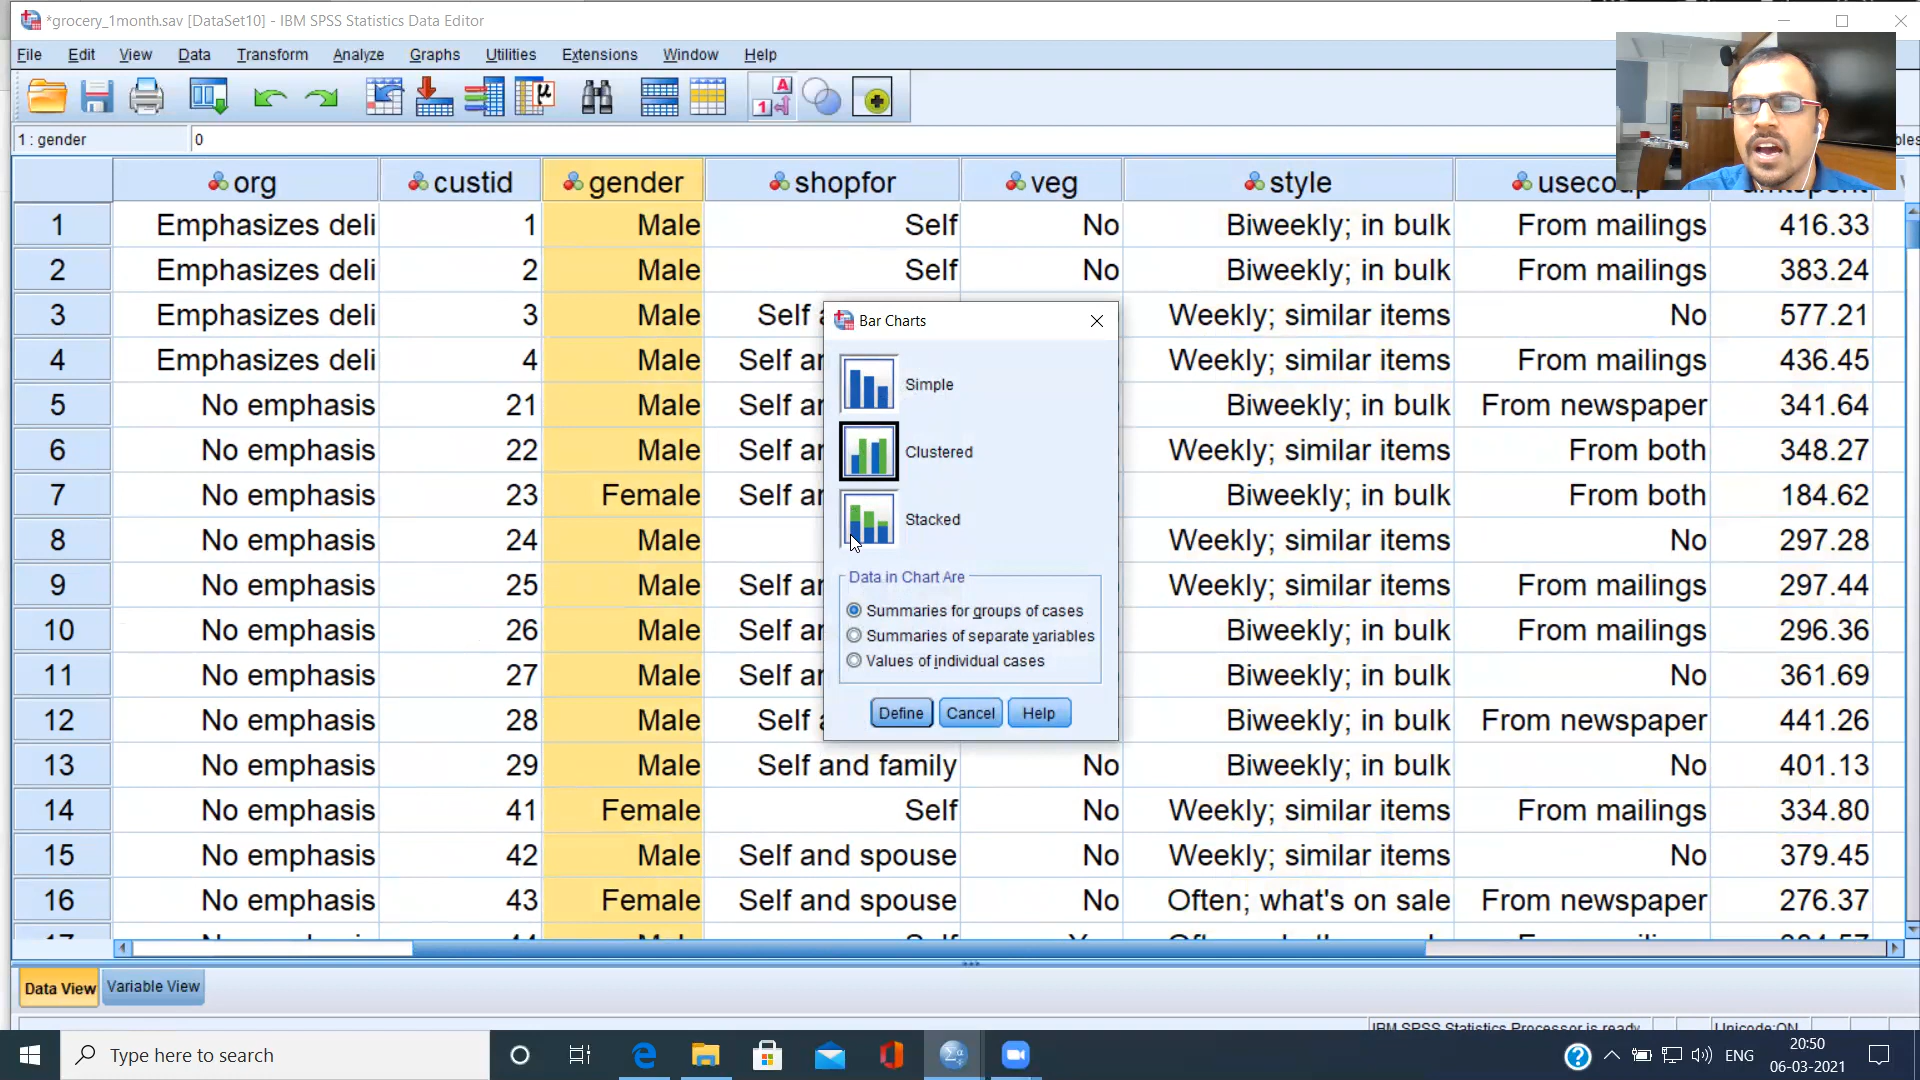 *grocery_1month.sav [DataSet10] - IBM SPSS Statistics Data Editor
File Edit View Data Transform Analyze Graphs Utilities Extensions Window Help
1 : gender 0
org custid gender shopfor veg style
1 Emphasizes deli 1 Male Self No Biweekly; in bulk From mailings 416.33
2 Emphasizes deli 2 Male Self No Biweekly; in bulk From mailings 383.24
3 Emphasizes deli 3 Male Self Weekly; similar items No 577.21
4 Emphasizes deli 4 Male Self Weekly; similar items From mailings 436.45
5 No emphasis 21 Male Self Biweekly; in bulk From newspaper 341.64
6 No emphasis 22 Male Self Weekly; similar items From both 348.27
7 No emphasis 23 Female Self Biweekly; in bulk From both 184.62
8 No emphasis 24 Male Weekly; similar items No 297.28
9 No emphasis 25 Male Self Weekly; similar items From mailings 297.44
10 No emphasis 26 Male Self Biweekly; in bulk From mailings 296.36
11 No emphasis 27 Male Self Biweekly; in bulk No 361.69
12 No emphasis 28 Male Self Biweekly; in bulk From newspaper 441.26
13 No emphasis 29 Male Self and family No Biweekly; in bulk No 401.13
14 No emphasis 41 Female Self No Weekly; similar items From mailings 334.80
15 No emphasis 42 Male Self and spouse No Weekly; similar items No 379.45
16 No emphasis 43 Female Self and spouse No Often; what's on sale From newspaper 276.37
Bar Charts
Simple
Clustered
Stacked
Data in Chart Are
Summaries for groups of cases
Summaries of separate variables
Values of individual cases
Define Cancel Help
Data View Variable View
IBM SPSS Statistics Processor is ready Unicode:ON
Type here to search
ENG
20:50
06-03-2021